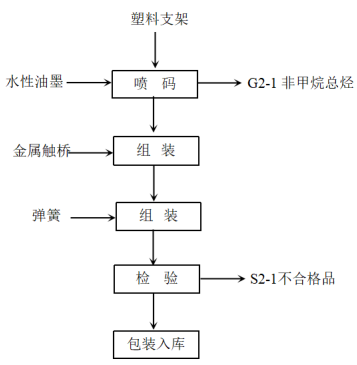 塑料支架
水性油墨
喷 码
G2-1 非甲烷总烃
金属触桥
组 装
弹簧
组 装
检 验
S2-1不合格品
包装入库